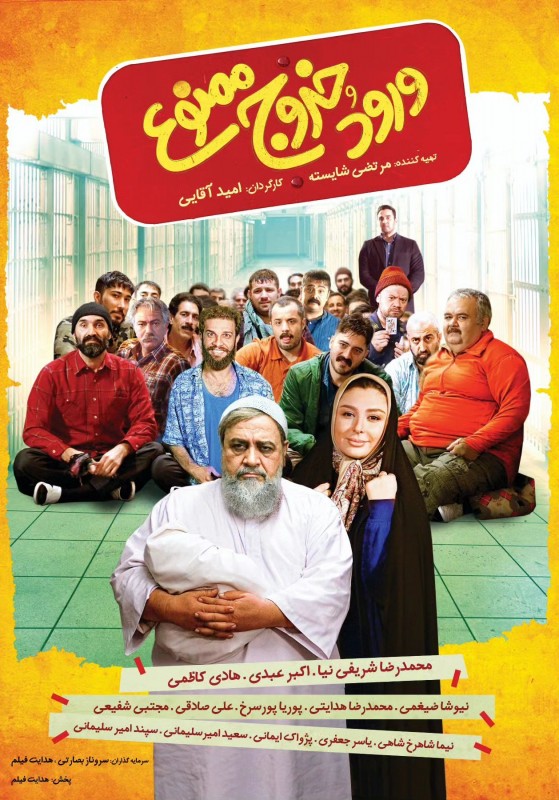 ورود و خروج ممنوع
تهیه کننده: مرتضی شایسته • کارگردان: امید آقایی
محمدرضا شریفی نیا. اکبر عبدی. هادی کاظمی
نیوشا ضیغمی. محمدرضا هدایتی. پوریا پورسرخ. علی صادقی. مجتبی شفیعی
نیما شاهرخ شاهی. یاسر جعفری. پژواک ایمانی. سعید امیرسلیمانی. سپند امیر سلیمانی
سرمایه گذاران: سروناز بصارتی. هدایت فیلم
پخش: هدایت فیلم